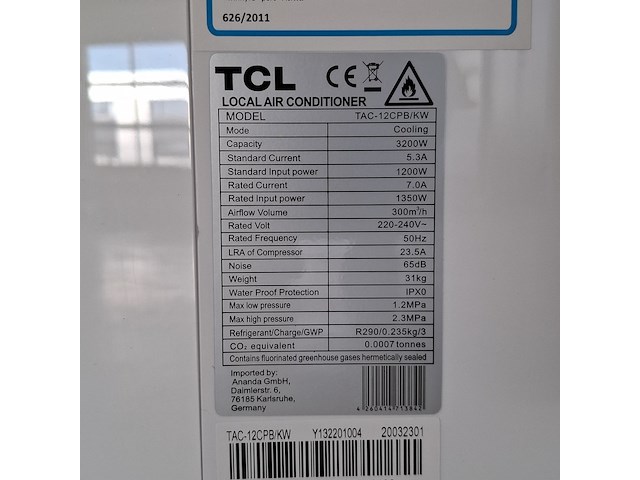 626/2011
TCL CE
LOCAL AIR CONDITIONER
MODEL TAC-12CPB/KW
Mode Cooling
Capacity 3200W
Standard Current 5.3A
Standard Input power 1200W
Rated Current 7.0A
Rated Input power 1350W
Airflow Volume 300m³/h
Rated Volt 220-240V~
Rated Frequency 50Hz
LRA of Compressor 23.5A
Noise 65dB
Weight 31kg
Water Proof Protection IPX0
Max low pressure 1.2MPa
Max high pressure 2.3MPa
Refrigerant/Charge/GWP R290/0.235kg/3
CO₂ equivalent 0.0007 tonnes
Contains fluorinated greenhouse gases hermetically sealed
Imported by:
Ananda GmbH,
Daimlerstr. 6,
76185 Karlsruhe,
Germany
4 260414 713842
TAC-12CPB/KW Y132201004 20032301